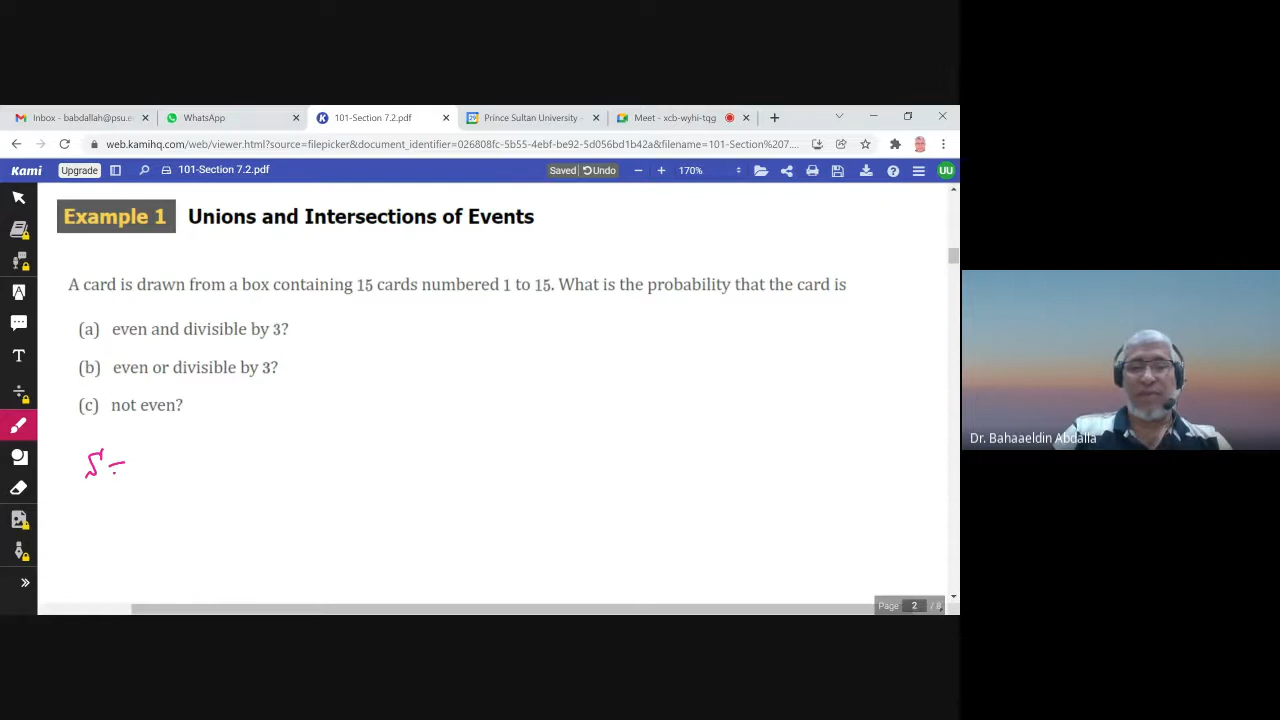 Inbox - babdallah@psu.e
WhatsApp
101-Section 7.2.pdf
Prince Sultan University -
Meet - xcb-wyhi-tqg
web.kamihq.com/web/viewer.html?source=filepicker&document_identifier=026808fc-5b55-4ebf-be92-5d056bd1b42a&filename=101-Section%207....
Kami
Upgrade
101-Section 7.2.pdf
Saved
Undo
170%
UU
Example 1 Unions and Intersections of Events
A card is drawn from a box containing 15 cards numbered 1 to 15. What is the probability that the card is
(a) even and divisible by 3?
(b) even or divisible by 3?
(c) not even?
S =
Dr. Bahaaeldin Abdalla
Page 2 / 8